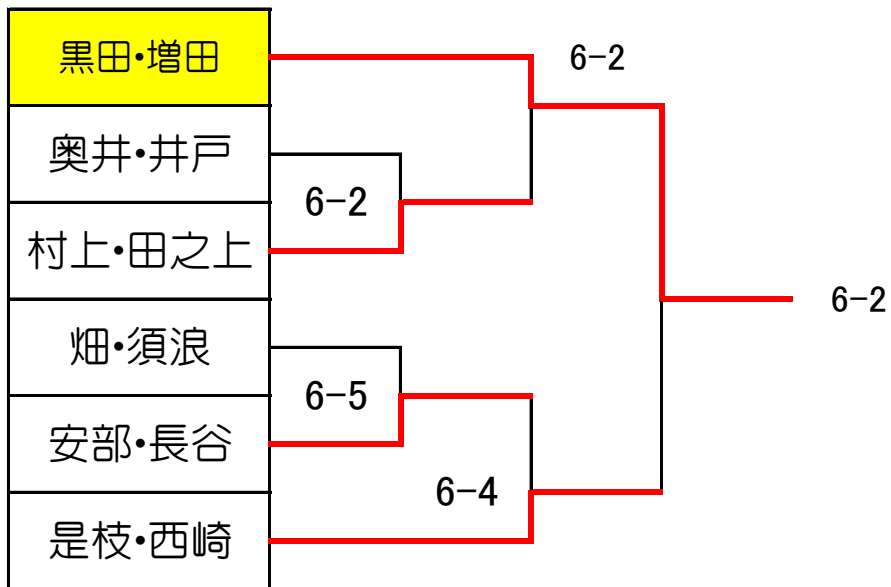 黒田・増田
6-2
奥井・井戸
6-2
村上・田之上
6-2
畑・須浪
6-5
安部・長谷
6-4
是枝・西崎